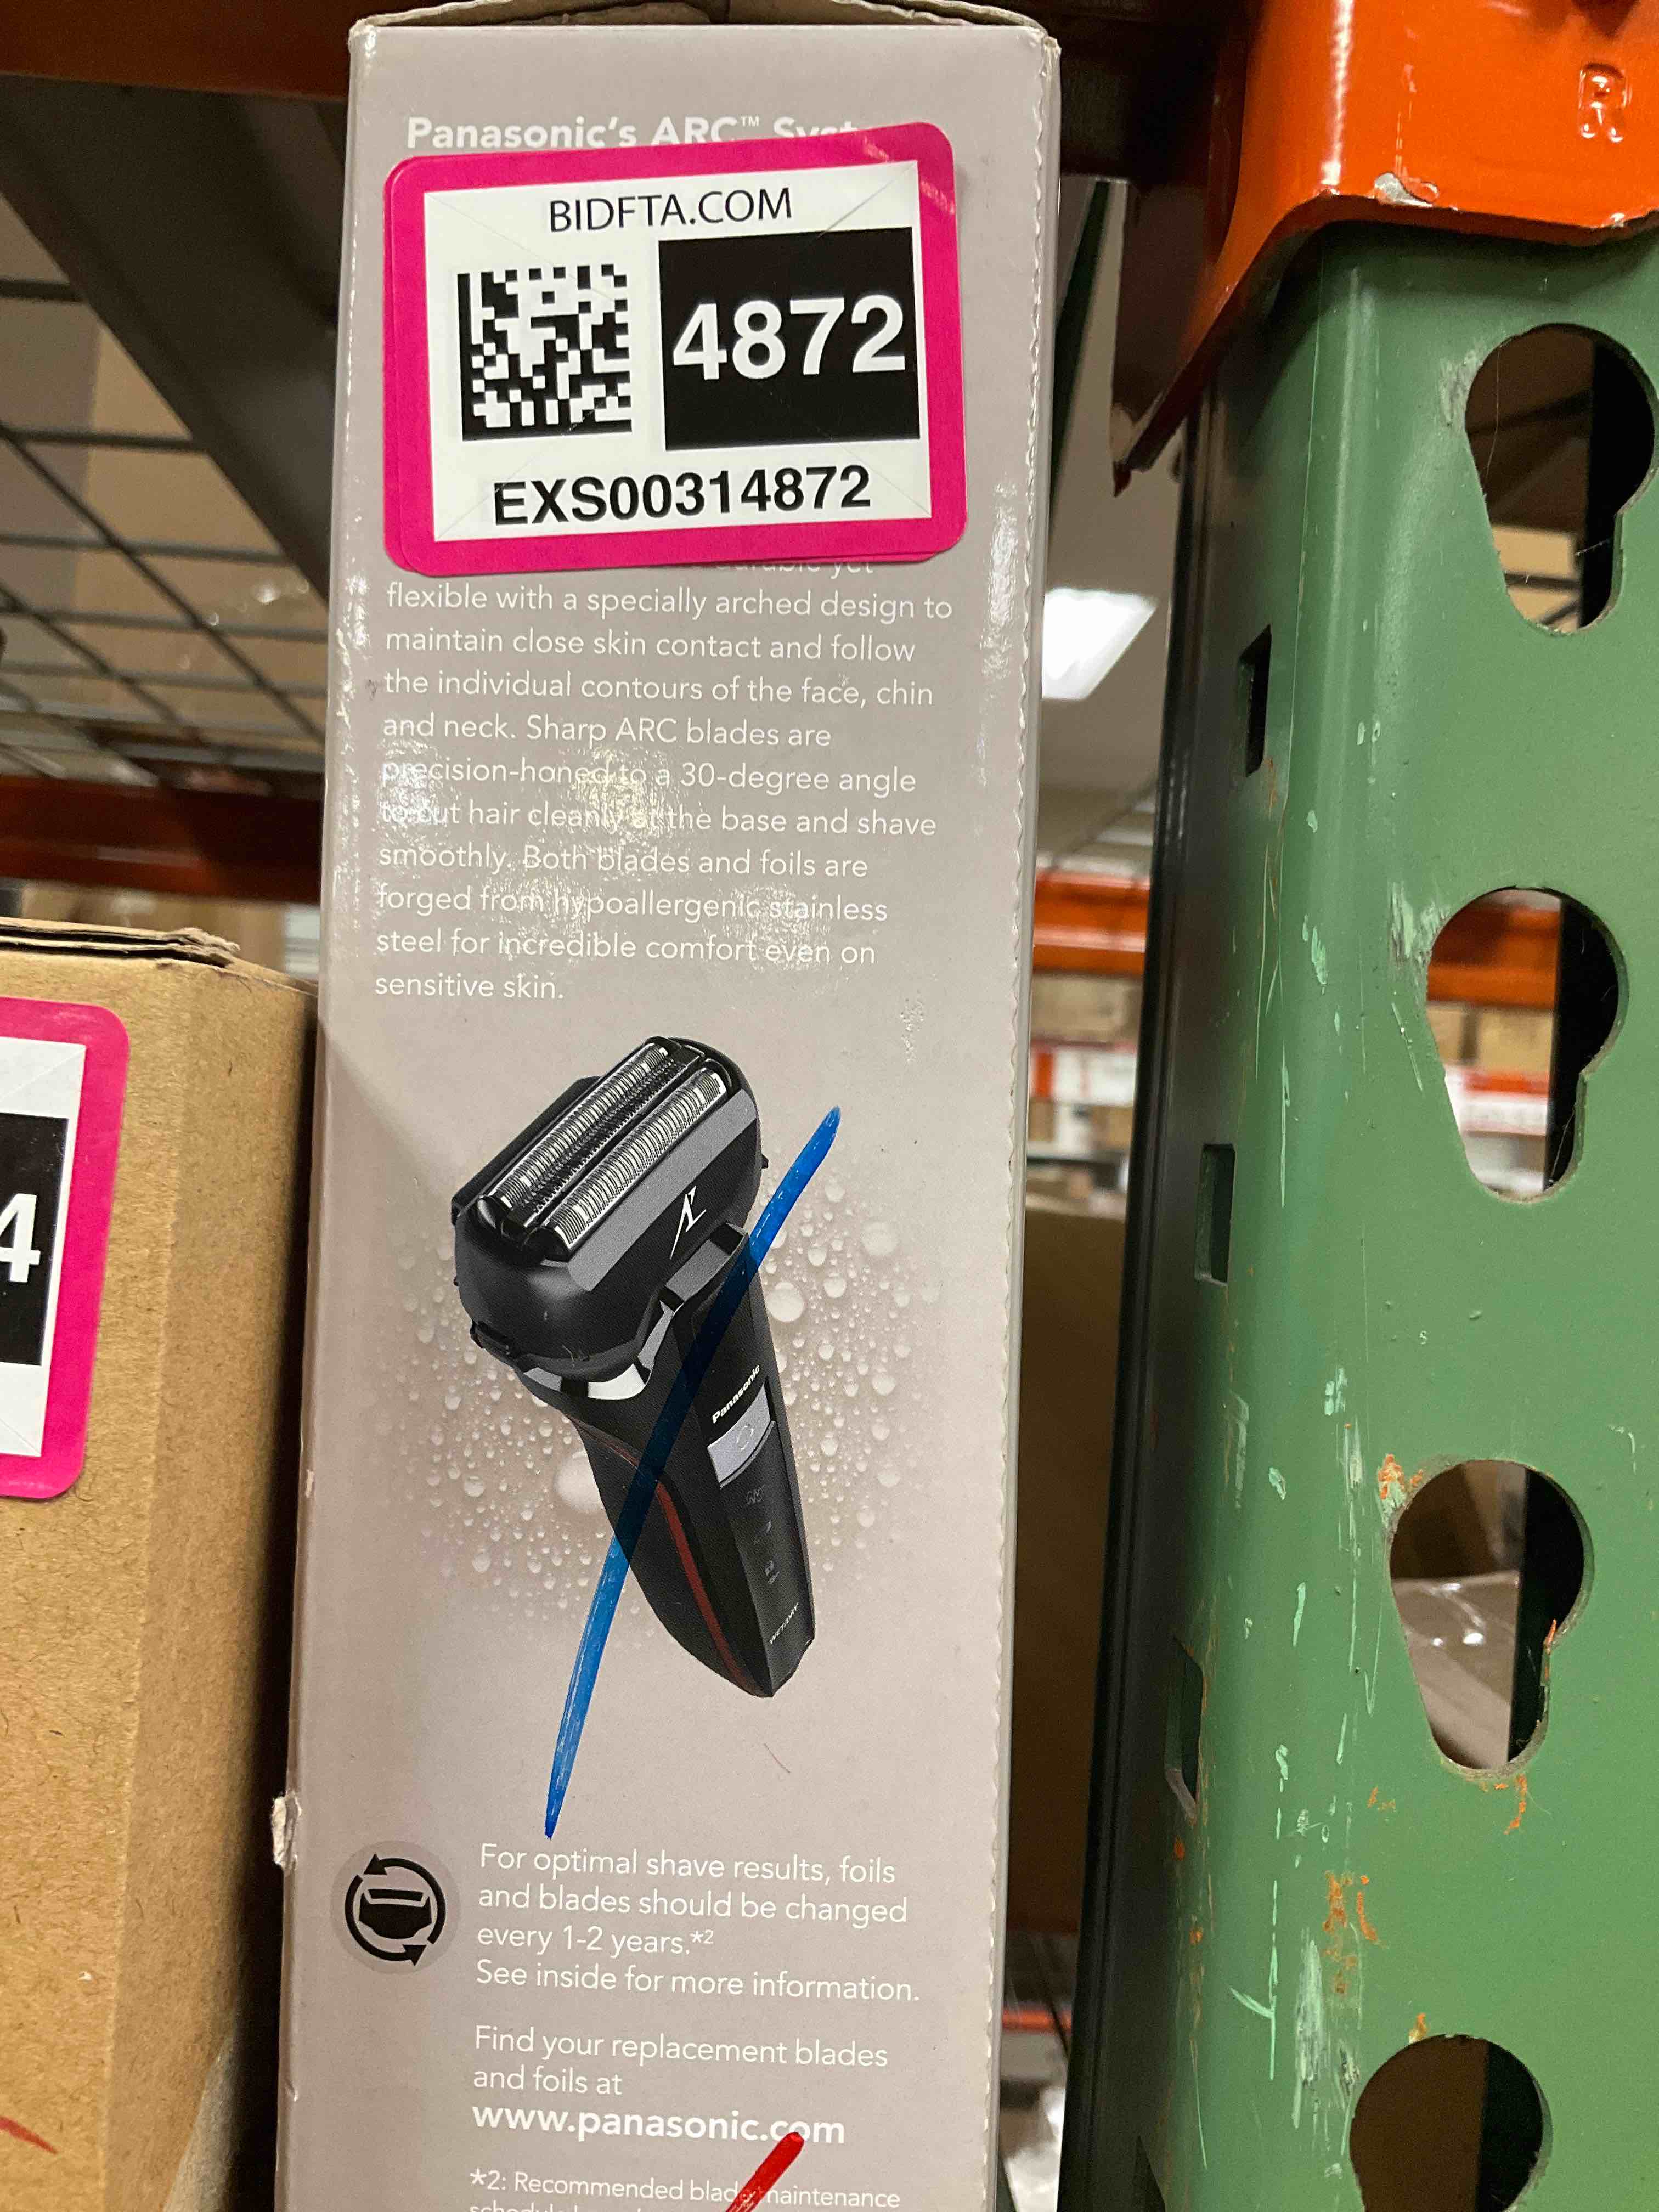 Panasonic's ARC™
BIDFTA.COM
4872
EXS00314872
yet
flexible with a specially arched design to
maintain close skin contact and follow
the individual contours of the face, chin
and neck. Sharp ARC blades are
precision-honed to a 30-degree angle
to cut hair cleanly at the base and shave
smoothly. Both blades and foils are
forged from hypoallergenic stainless
steel for incredible comfort even on
sensitive skin.
Panasonic
WET/DRY
For optimal shave results, foils
and blades should be changed
every 1-2 years.*2
See inside for more information.
Find your replacement blades
and foils at
www.panasonic.com
*2: Recommended blade maintenance
4
R